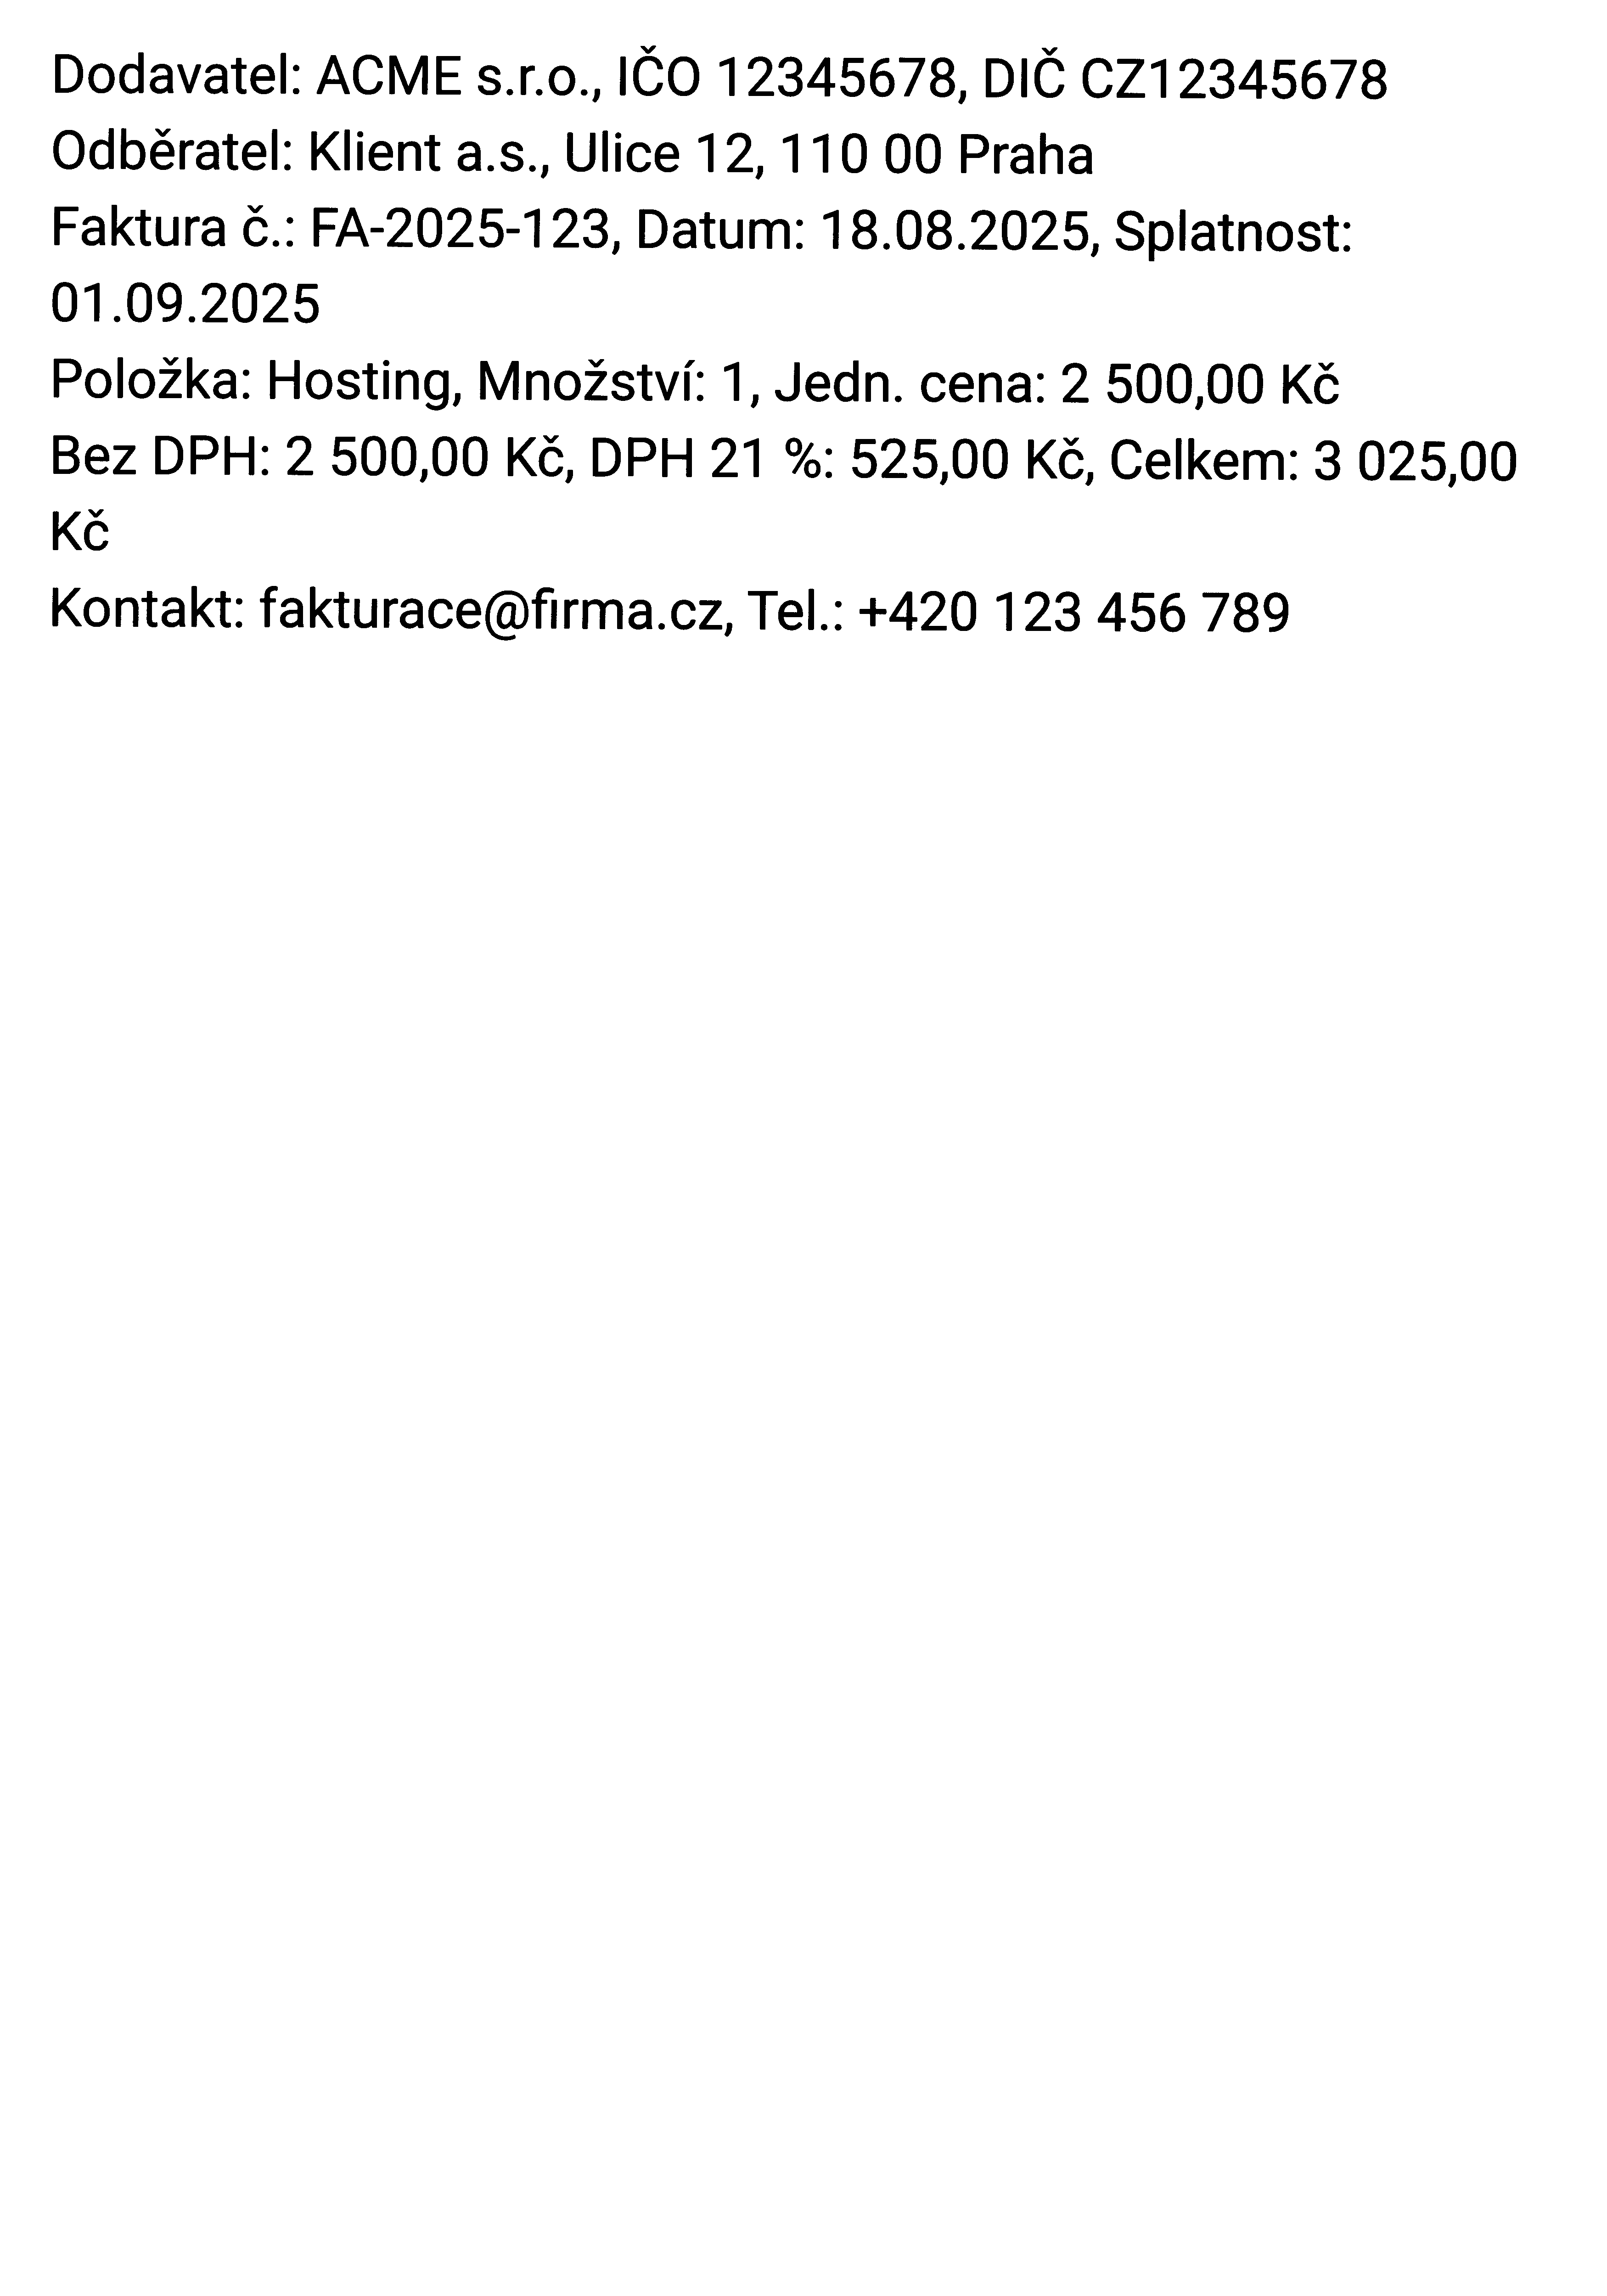 Dodavatel: ACME s.r.o., IČO 12345678, DIČ CZ12345678
Odběratel: Klient a.s., Ulice 12, 110 00 Praha
Faktura č.: FA-2025-123, Datum: 18.08.2025, Splatnost:
01.09.2025
Položka: Hosting, Množství: 1, Jedn. cena: 2 500,00 Kč
Bez DPH: 2 500,00 Kč, DPH 21 %: 525,00 Kč, Celkem: 3 025,00
Kč
Kontakt: fakturace@firma.cz, Tel.: +420 123 456 789